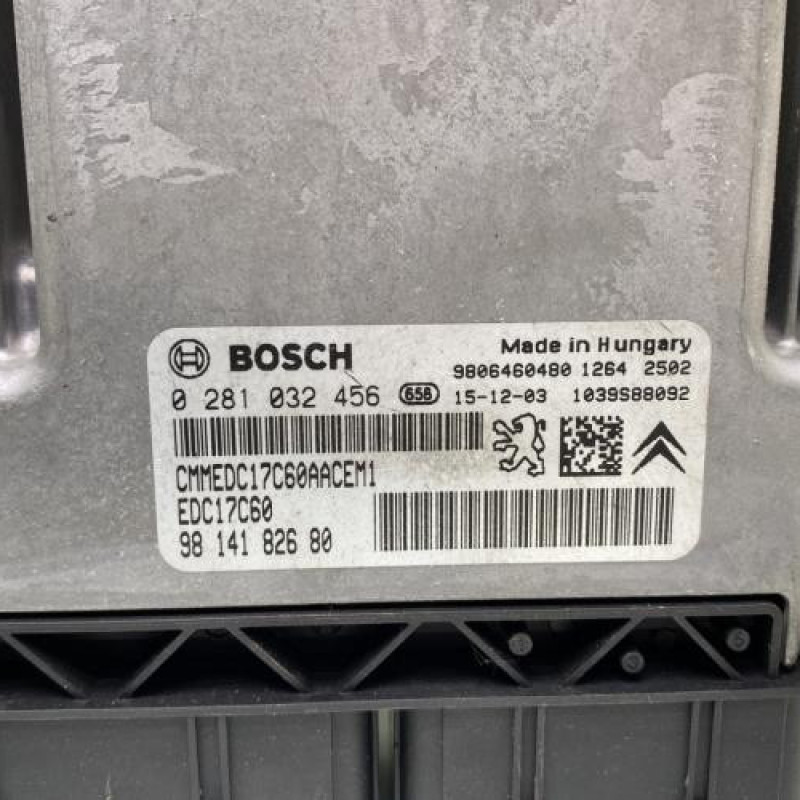 BOSCH
Made in Hungary
9806460480 1264 2502
0 281 032 456 656 15-12-03 1039S88092
CMMEDC17C60AACEM1
EDC17C60
98 141 826 80